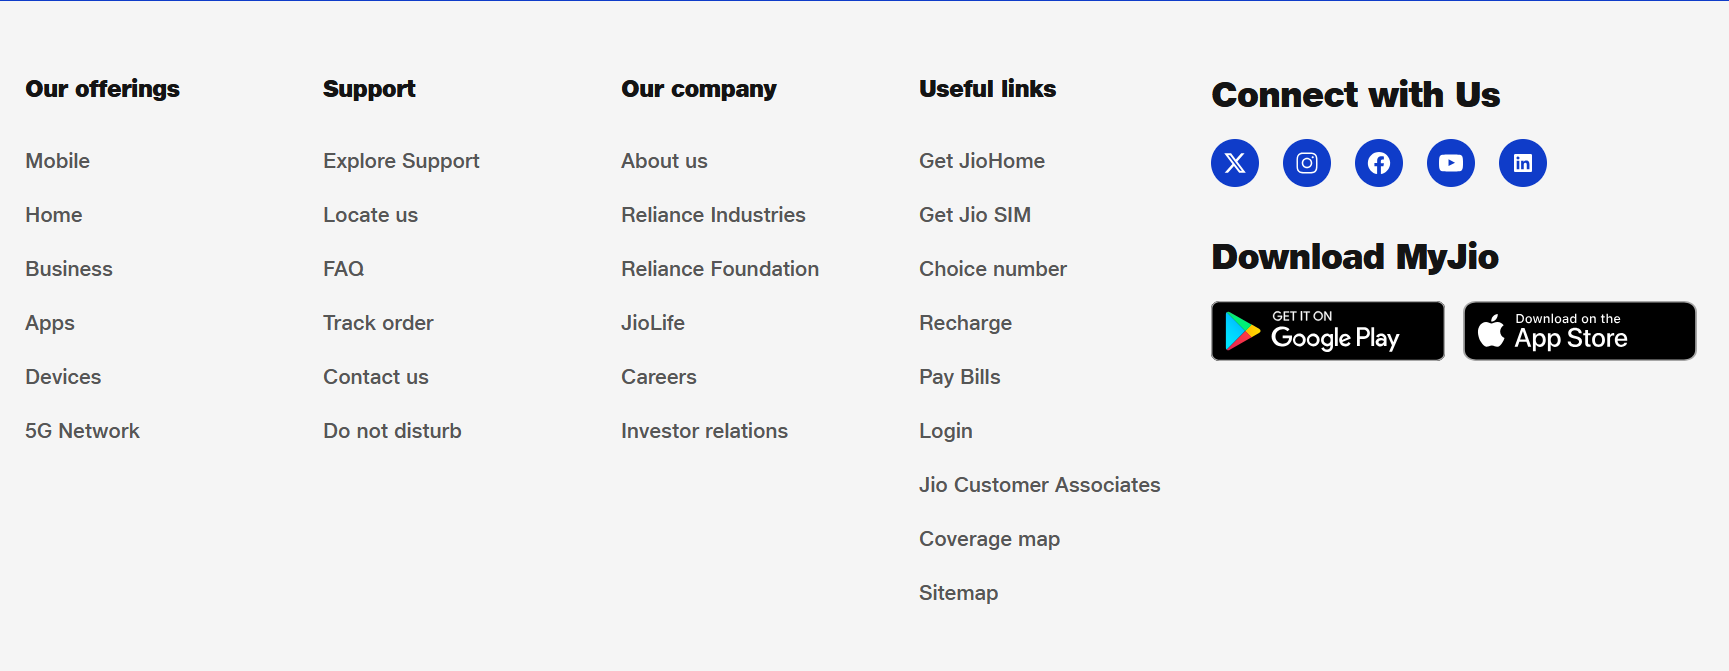 Our offerings
Mobile
Home
Business
Apps
Devices
5G Network
Support
Explore Support
Locate us
FAQ
Track order
Contact us
Do not disturb
Our company
About us
Reliance Industries
Reliance Foundation
JioLife
Careers
Investor relations
Useful links
Get JioHome
Get Jio SIM
Choice number
Recharge
Pay Bills
Login
Jio Customer Associates
Coverage map
Sitemap
Connect with Us
Download MyJio
GET IT ON
Google Play
Download on the
App Store